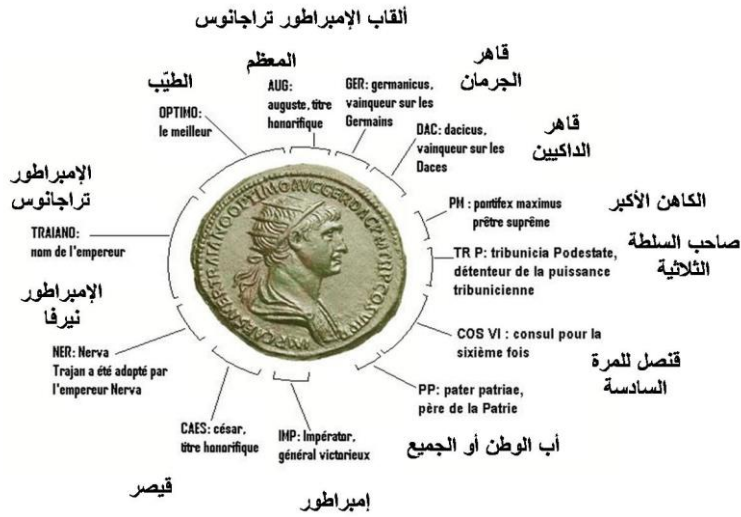 ألقاب الإمبراطور تراجانوس
المعظم
AUG:
auguste, titre
honorifique
قاهر
الجرمان
GER: germanicus,
vainqueur sur les
Germains
قاهر
الداكيين
DAC: dacicus,
vainqueur sur les
Daces
الكاهن الأكبر
PM : pontifex maximus
prêtre suprême
صاحب السلطة
الثلاثية
TR P: tribunicia Podestate,
détenteur de la puissance
tribunicienne
قنصل للمرة
السادسة
COS VI : consul pour la
sixième fois
PP: pater patriae,
père de la Patrie
أب الوطن أو الجميع
IMP: Impérator,
général victorieux
إمبراطور
CAES: césar,
titre honorifique
قيصر
الإمبراطور
نيرفا
NER: Nerva
Trajan a été adopté par
l'empereur Nerva
الإمبراطور
تراجانوس
TRAIANO:
nom de l'empereur
الطيّب
OPTIMO:
le meilleur